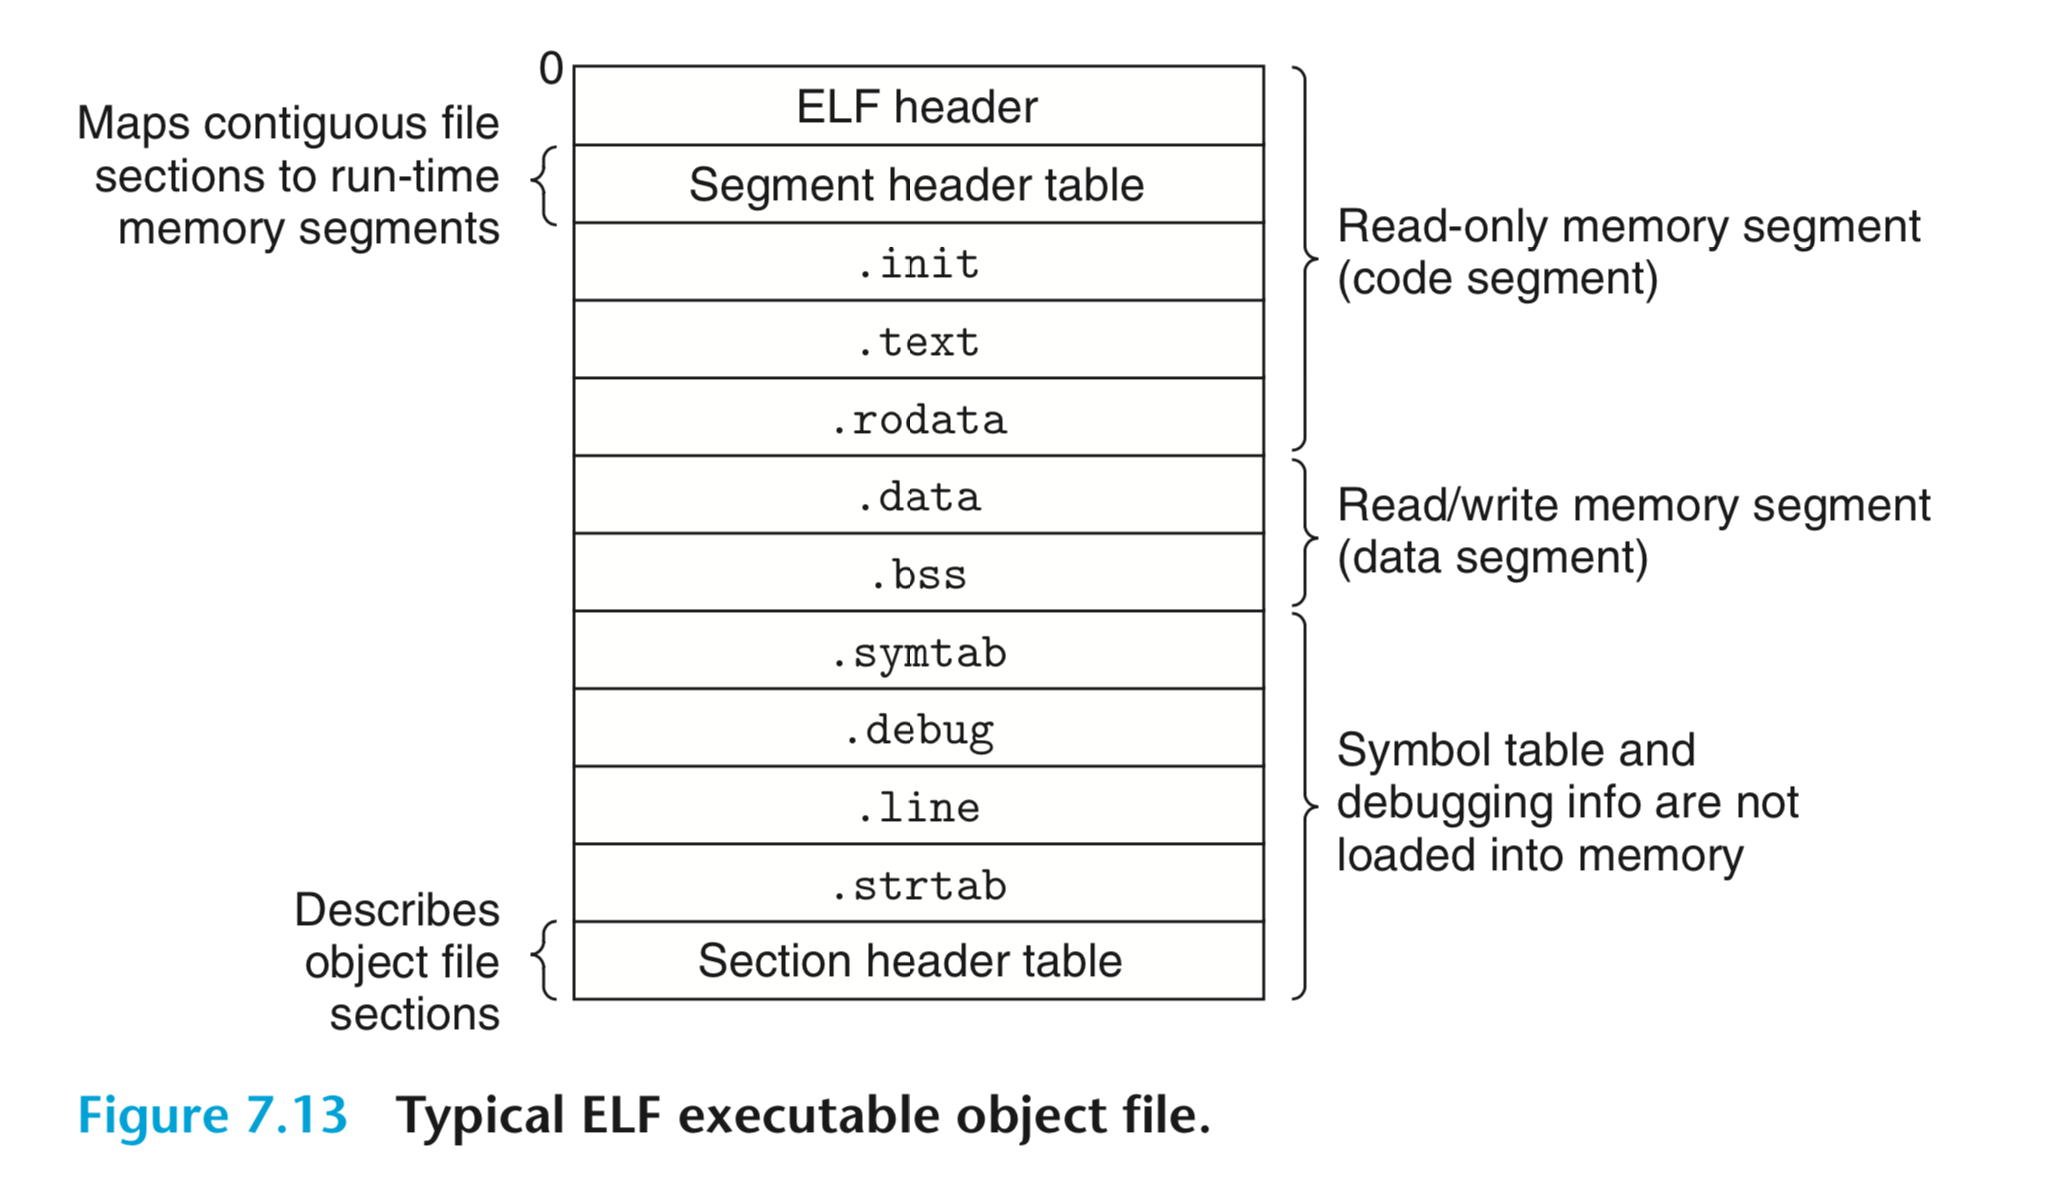 0
ELF header
Maps contiguous file
sections to run-time
memory segments
Segment header table
.init
.text
.rodata
Read-only memory segment
(code segment)
.data
.bss
Read/write memory segment
(data segment)
.symtab
.debug
.line
.strtab
Symbol table and
debugging info are not
loaded into memory
Describes
object file
sections
Section header table
Figure 7.13 Typical ELF executable object file.